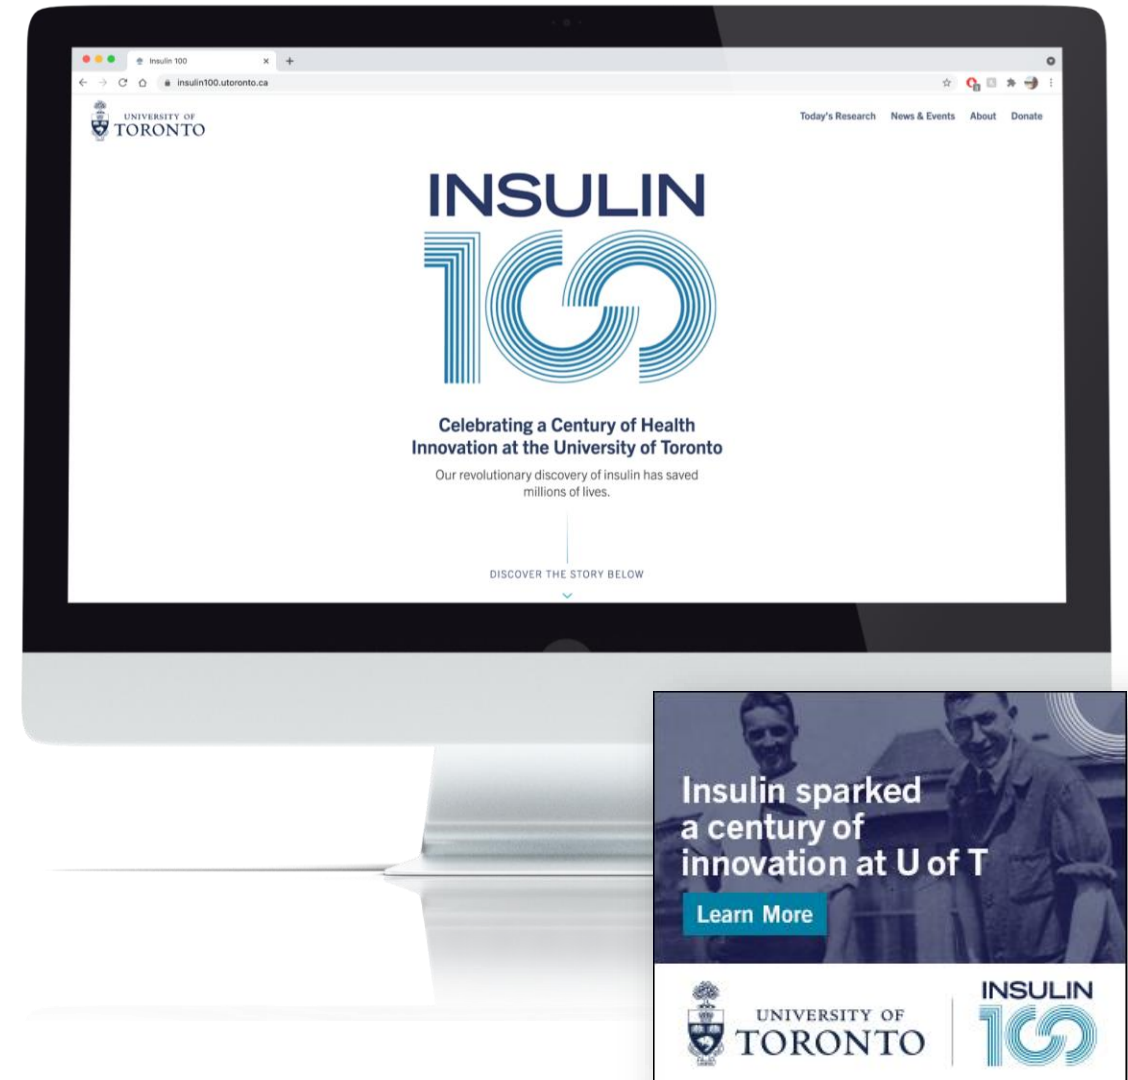 Insulin 100
insulin100.utoronto.ca
UNIVERSITY OF
TORONTO
Today's Research News & Events About Donate
INSULIN
100
Celebrating a Century of Health
Innovation at the University of Toronto
Our revolutionary discovery of insulin has saved
millions of lives.
DISCOVER THE STORY BELOW
Insulin sparked
a century of
innovation at U of T
Learn More
UNIVERSITY OF
TORONTO
INSULIN
100